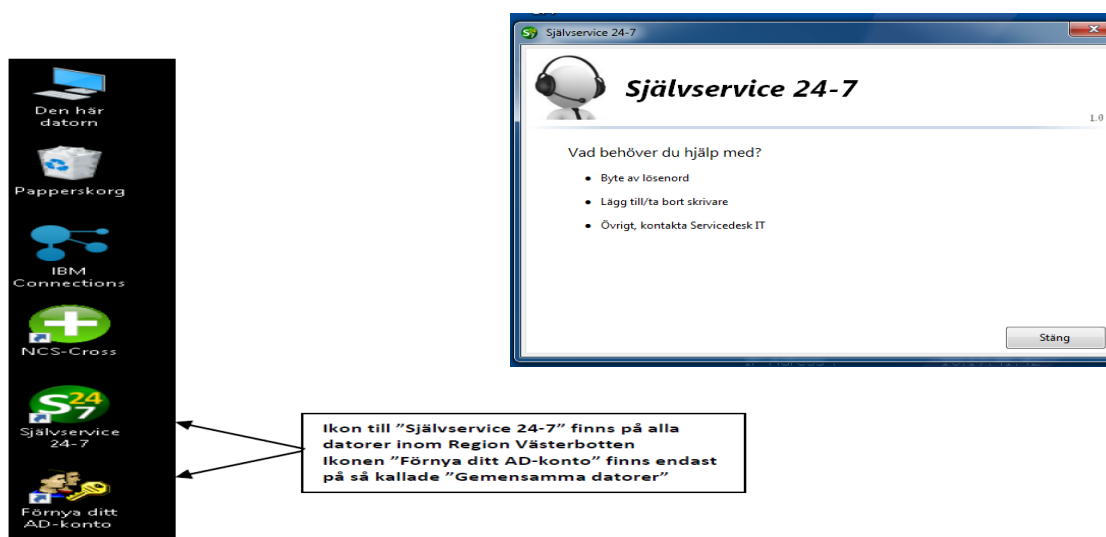 Den här
datorn
Papperskorg
IBM
Connections
NCS-Cross
S 24
7
Självservice
24-7
Förnya ditt
AD-konto
S7 Självservice 24-7
Självservice 24-7
1.0
Vad behöver du hjälp med?
• Byte av lösenord
• Lägg till/ta bort skrivare
• Övrigt, kontakta Servicedesk IT
Stäng
Ikon till ”Självservice 24-7” finns på alla
datorer inom Region Västerbotten
Ikonen ”Förnya ditt AD-konto” finns endast
på så kallade ”Gemensamma datorer”